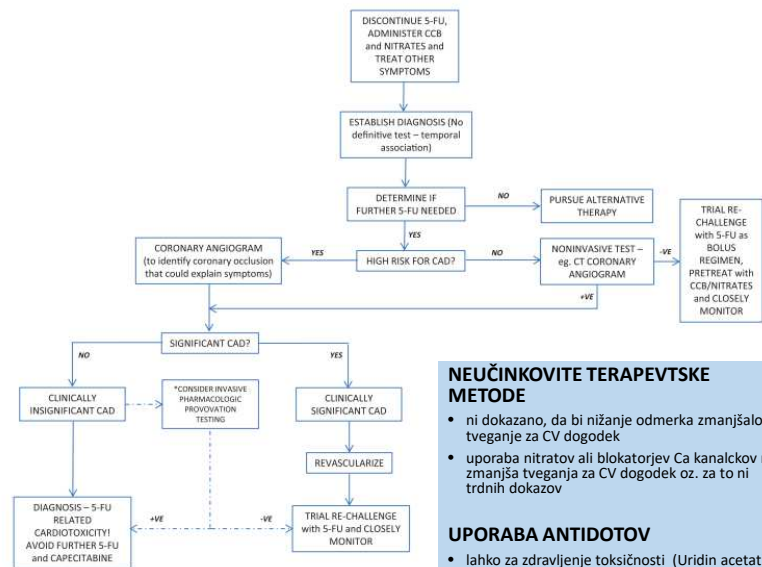 DISCONTINUE 5-FU,
ADMINISTER CCB
and NITRATES and
TREAT OTHER
SYMPTOMS
ESTABLISH DIAGNOSIS (No
definitive test – temporal
association)
DETERMINE IF
FURTHER 5-FU NEEDED
NO
PURSUE ALTERNATIVE
THERAPY
YES
HIGH RISK FOR CAD?
YES
CORONARY ANGIOGRAM
(to identify coronary occlusion
that could explain symptoms)
NO
NONINVASIVE TEST –
eg. CT CORONARY
ANGIOGRAM
-VE
TRIAL RE-
CHALLENGE
with 5-FU as
BOLUS
REGIMEN,
PRETREAT with
CCB/NITRATES
and CLOSELY
MONITOR
+VE
SIGNIFICANT CAD?
NO
YES
CLINICALLY
INSIGNIFICANT CAD
*CONSIDER INVASIVE
PHARMACOLOGIC
PROVOVATION
TESTING
CLINICALLY
SIGNIFICANT CAD
REVASCULARIZE
DIAGNOSIS – 5-FU
RELATED
CARDIOTOXICITY!
AVOID FURTHER 5-FU
and CAPECITABINE
+VE
-VE
TRIAL RE-CHALLENGE
with 5-FU and CLOSELY
MONITOR
NEUČINKOVITE TERAPEVTSKE
METODE
• ni dokazano, da bi nižanje odmerka zmanjšalo
tveganje za CV dogodek
• uporaba nitratov ali blokatorjev Ca kanalckov
zmanjša tveganja za CV dogodek oz. za to ni
trdnih dokazov
UPORABA ANTIDOTOV
• lahko za zdravljenje toksičnosti (Uridin acetat